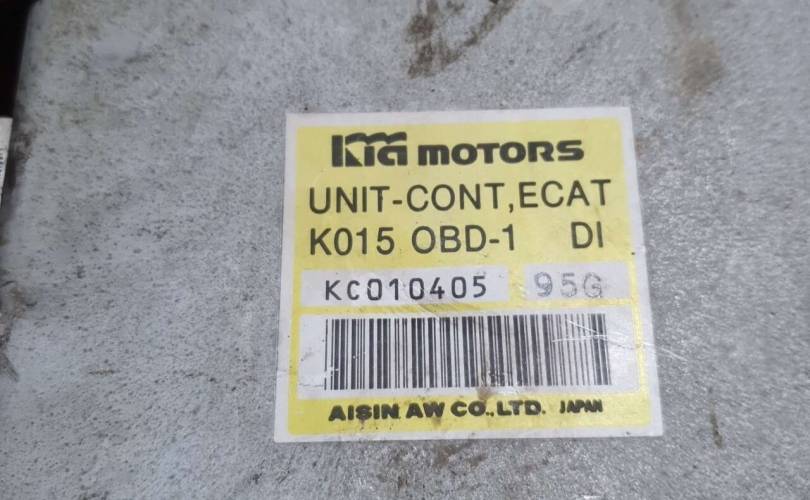 KIA MOTORS
UNIT-CONT,ECAT
K015 OBD-1 DI
KC010405 95G
AISIN AW CO.,LTD. JAPAN